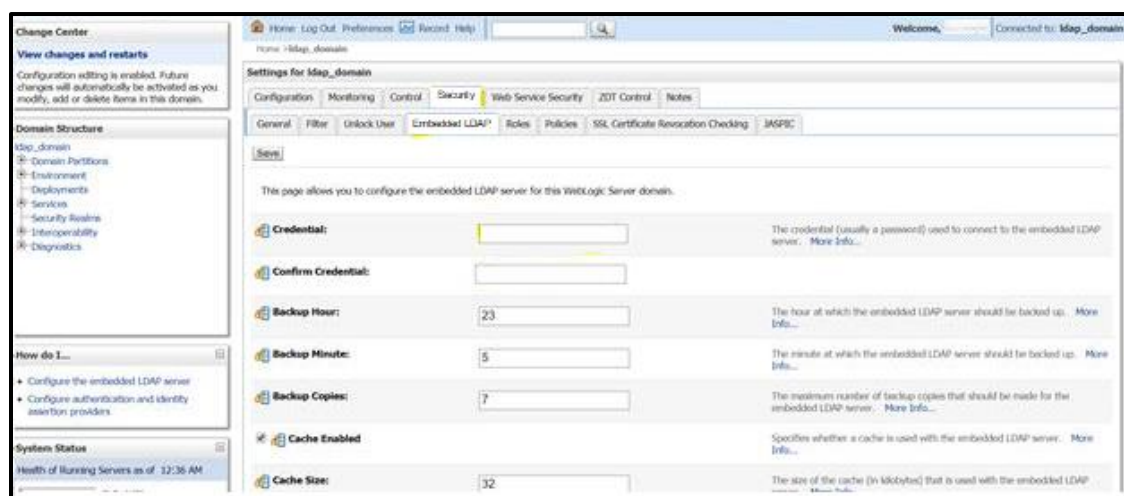 Change Center
View changes and restarts
Configuration editing is enabled. Future
changes will automatically be activated as you
modify, add or delete items in this domain.
Domain Structure
ldap_domain
Domain Partitions
Environment
Deployments
Services
Security Realms
Interoperability
Diagnostics
How do I...
Configure the embedded LDAP server
Configure authentication and identity
assertion providers
System Status
Health of Running Servers as of 12:36 AM
Home Log Out Preferences Record Help
Welcome,
Connected to: ldap_domain
Home >ldap_domain
Settings for ldap_domain
Configuration Monitoring Control Security Web Service Security ZDT Control Notes
General Filter Unlock User Embedded LDAP Roles Policies SSL Certificate Revocation Checking JASPIC
Save
This page allows you to configure the embedded LDAP server for this WebLogic Server domain.
Credential:
The credential (usually a password) used to connect to the embedded LDAP
server. More Info...
Confirm Credential:
Backup Hour:
23
The hour at which the embedded LDAP server should be backed up. More
Info...
Backup Minute:
5
The minute at which the embedded LDAP server should be backed up. More
Info...
Backup Copies:
7
The maximum number of backup copies that should be made for the
embedded LDAP server. More Info...
Cache Enabled
Specifies whether a cache is used with the embedded LDAP server. More
Info...
Cache Size:
32
The size of the cache (in kilobytes) that is used with the embedded LDAP